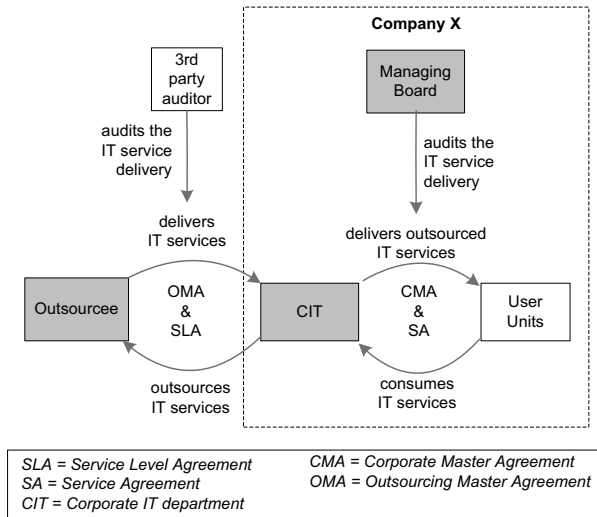 Company X
3rd
party
auditor
Managing
Board
audits the
IT service
delivery
audits the
IT service
delivery
delivers
IT services
delivers outsourced
IT services
Outsourcee
OMA
&
SLA
CIT
CMA
&
SA
User
Units
outsources
IT services
consumes
IT services
SLA = Service Level Agreement
SA = Service Agreement
CIT = Corporate IT department
CMA = Corporate Master Agreement
OMA = Outsourcing Master Agreement